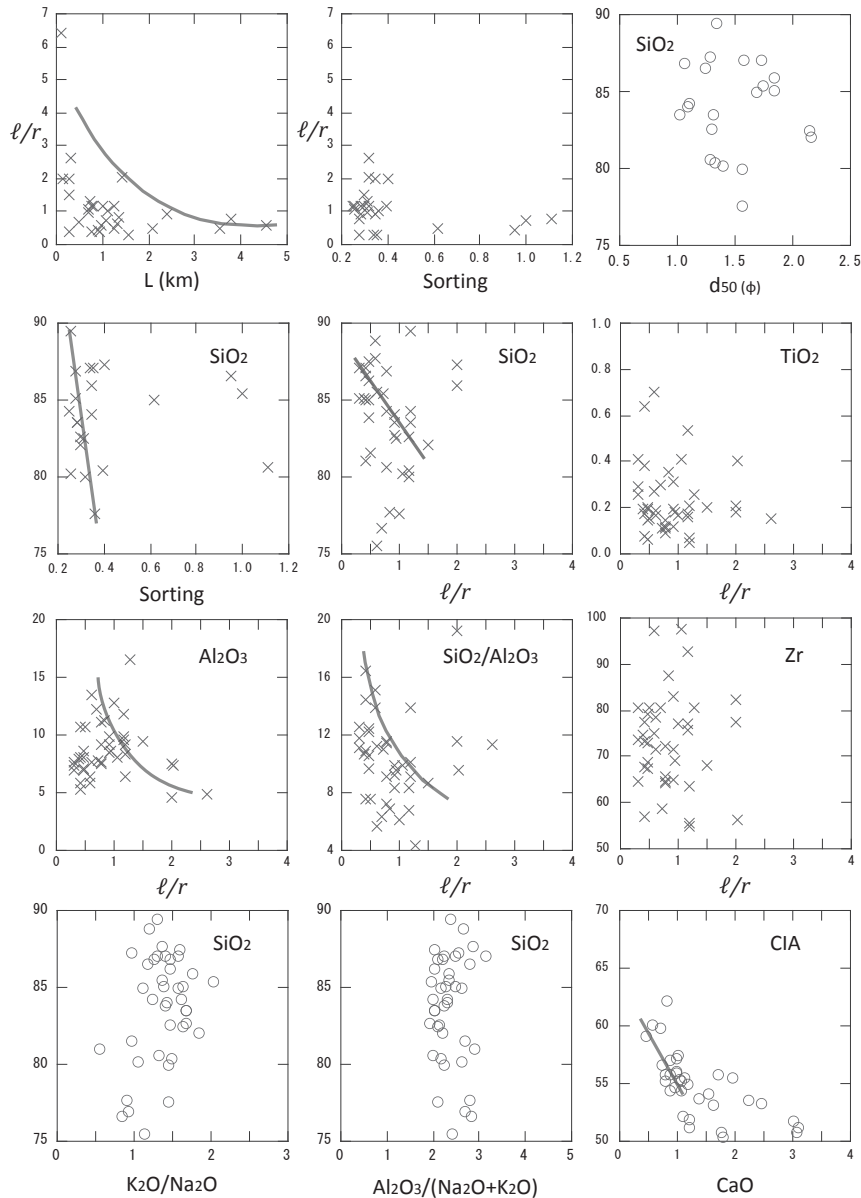 7
6
5
4
3
2
1
0
ℓ/r
0 1 2 3 4 5
L (km)
7
6
5
4
3
2
1
0
ℓ/r
0.2 0.4 0.6 0.8 1.0 1.2
Sorting
90
85
80
75
SiO₂
0.5 1.0 1.5 2.0 2.5
d₅₀ (ϕ)
90
85
80
75
SiO₂
0.2 0.4 0.6 0.8 1.0 1.2
Sorting
90
85
80
75
SiO₂
0 1 2 3 4
ℓ/r
1.0
0.8
0.6
0.4
0.2
0.0
TiO₂
0 1 2 3 4
ℓ/r
20
15
10
5
0
Al₂O₃
0 1 2 3 4
ℓ/r
20
16
12
8
4
SiO₂/Al₂O₃
0 1 2 3 4
ℓ/r
100
90
80
70
60
50
Zr
0 1 2 3 4
ℓ/r
90
85
80
75
SiO₂
0 1 2 3
K₂O/Na₂O
90
85
80
75
SiO₂
0 1 2 3 4 5
Al₂O₃/(Na₂O+K₂O)
70
65
60
55
50
CIA
0 1 2 3 4
CaO